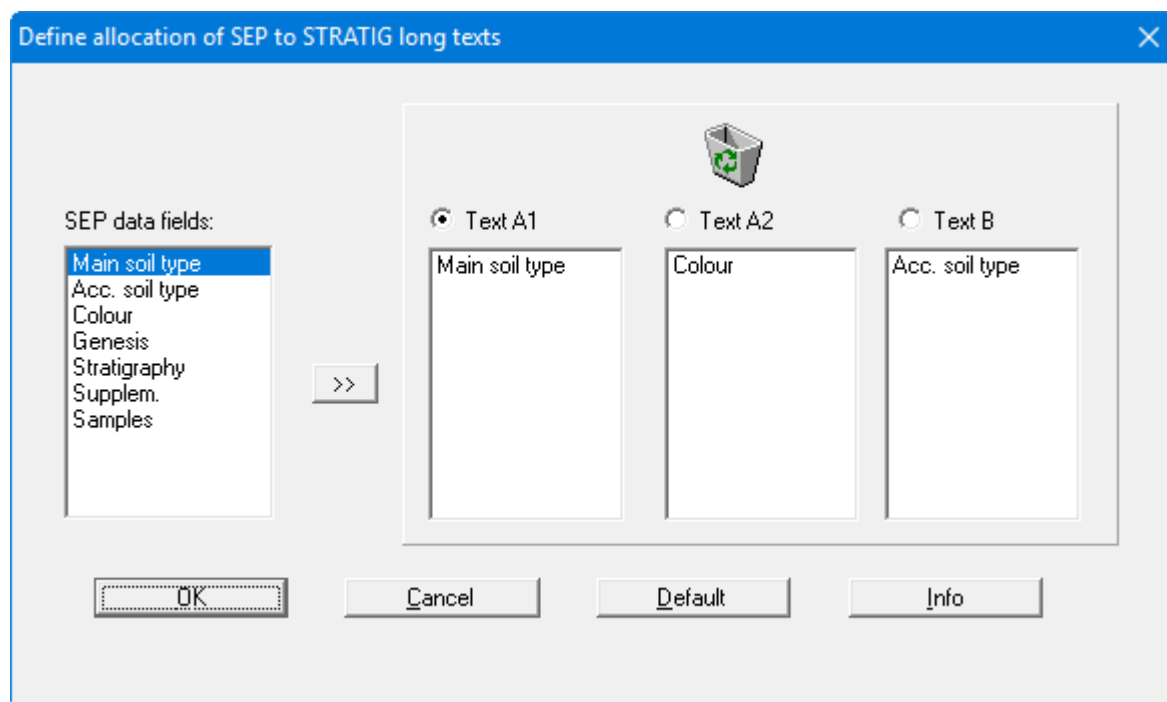 Define allocation of SEP to STRATIG long texts
SEP data fields:
Main soil type
Acc. soil type
Colour
Genesis
Stratigraphy
Supplem.
Samples
>>
Text A1
Main soil type
Text A2
Colour
Text B
Acc. soil type
OK
Cancel
Default
Info